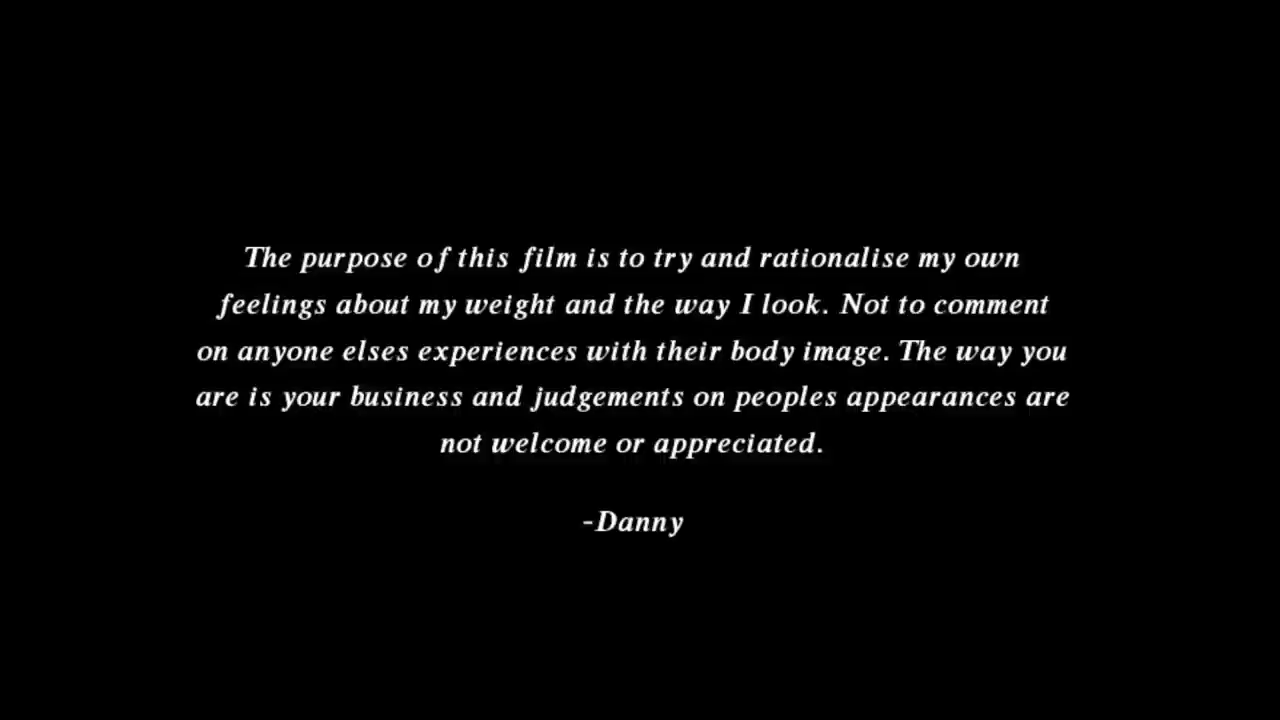 The purpose of this film is to try and rationalise my own
feelings about my weight and the way I look. Not to comment
on anyone elses experiences with their body image. The way you
are is your business and judgements on peoples appearances are
not welcome or appreciated.
-Danny